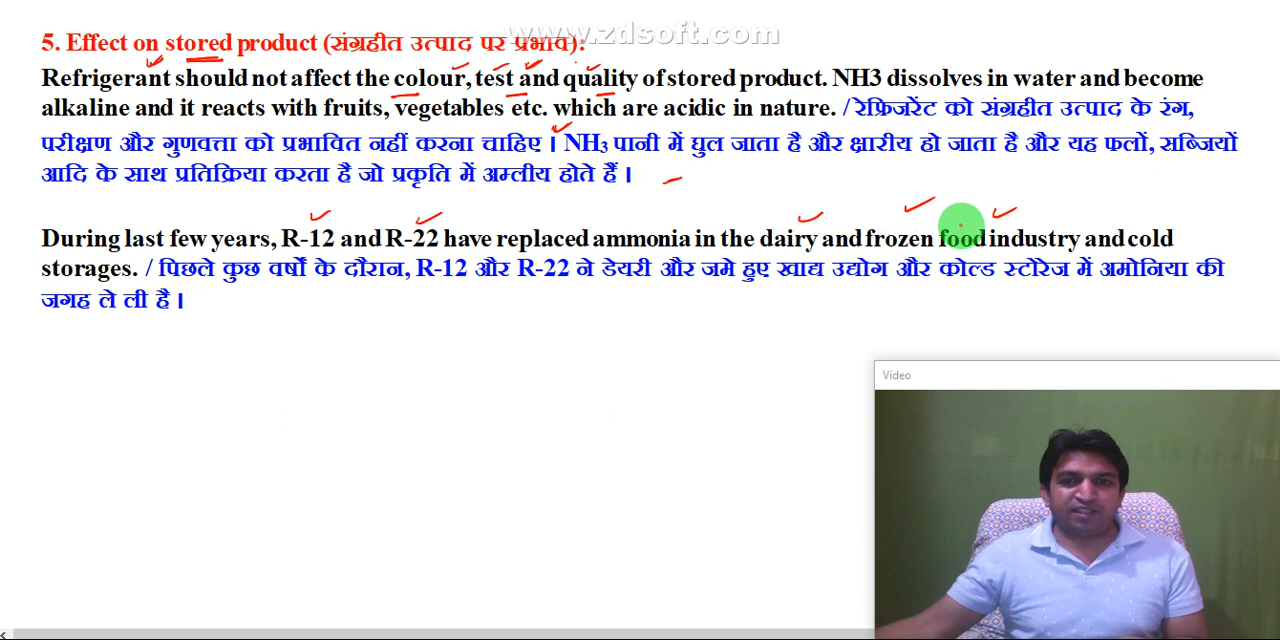 www.zdsoft.com
5. Effect on stored product (संग्रहीत उत्पाद पर प्रभाव):
Refrigerant should not affect the colour, test and quality of stored product. NH3 dissolves in water and become
alkaline and it reacts with fruits, vegetables etc. which are acidic in nature. / रेफ्रिजरेंट को संग्रहीत उत्पाद के रंग,
परीक्षण और गुणवत्ता को प्रभावित नहीं करना चाहिए । NH₃ पानी में घुल जाता है और क्षारीय हो जाता है और यह फलों, सब्जियों
आदि के साथ प्रतिक्रिया करता है जो प्रकृति में अम्लीय होते हैं ।
During last few years, R-12 and R-22 have replaced ammonia in the dairy and frozen food industry and cold
storages. / पिछले कुछ वर्षों के दौरान, R-12 और R-22 ने डेयरी और जमे हुए खाद्य उद्योग और कोल्ड स्टोरेज में अमोनिया की
जगह ले ली है ।
Video